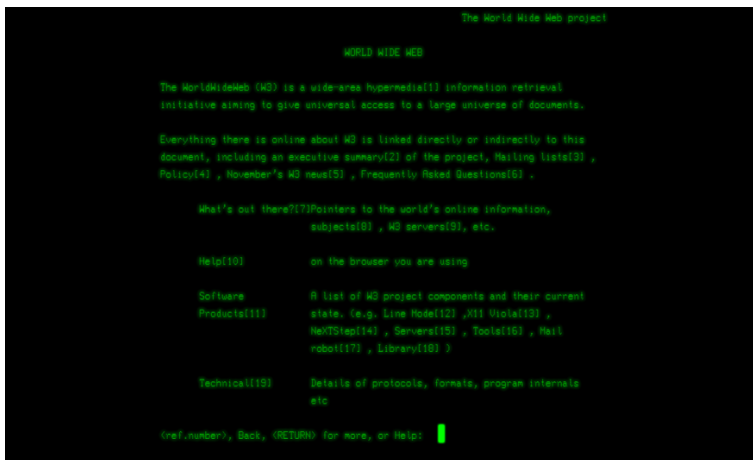 The World Wide Web project
WORLD WIDE WEB
The WorldWideWeb (W3) is a wide-area hypermedia[1] information retrieval
initiative aiming to give universal access to a large universe of documents.
Everything there is online about W3 is linked directly or indirectly to this
document, including an executive summary[2] of the project, Mailing lists[3] ,
Policy[4] , November's W3 news[5] , Frequently Asked Questions[6] .
What's out there?[7]Pointers to the world's online information,
subjects[8] , W3 servers[9], etc.
Help[10] on the browser you are using
Software A list of W3 project components and their current
Products[11] state. (e.g. Line Mode[12] ,X11 Viola[13] ,
NeXTStep[14] , Servers[15] , Tools[16] , Mail
robot[17] , Library[18] )
Technical[19] Details of protocols, formats, program internals
etc
<ref.number>, Back, <RETURN> for more, or Help: